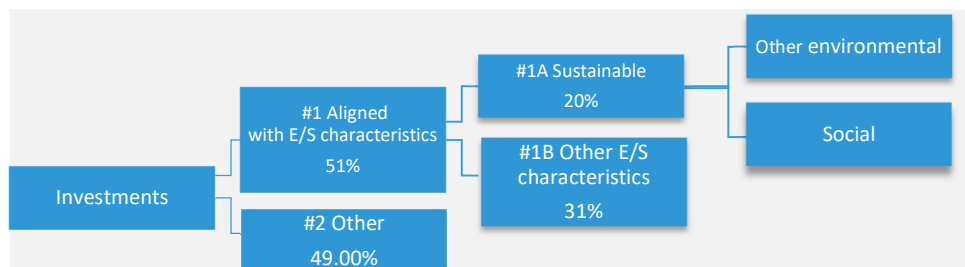 Investments
#1 Aligned
with E/S characteristics
51%
#2 Other
49.00%
#1A Sustainable
20%
#1B Other E/S
characteristics
31%
Other environmental
Social